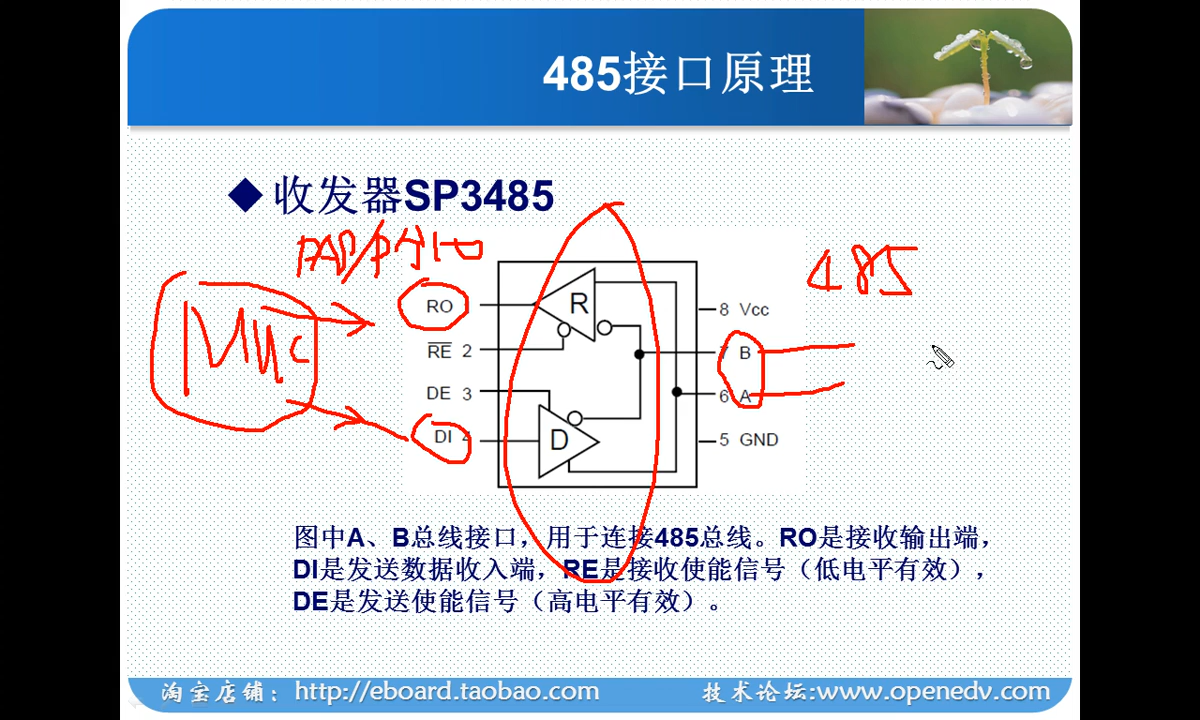 485接口原理
◆ 收发器SP3485
485
MUC
RO
RE 2
DE 3
DI 4
R
D
8 Vcc
7 B
6 A
5 GND
图中A、B总线接口，用于连接485总线。RO是接收输出端，
DI是发送数据收入端，RE是接收使能信号（低电平有效），
DE是发送使能信号（高电平有效）。
淘宝店铺：http://eboard.taobao.com
技术论坛:www.openedv.com